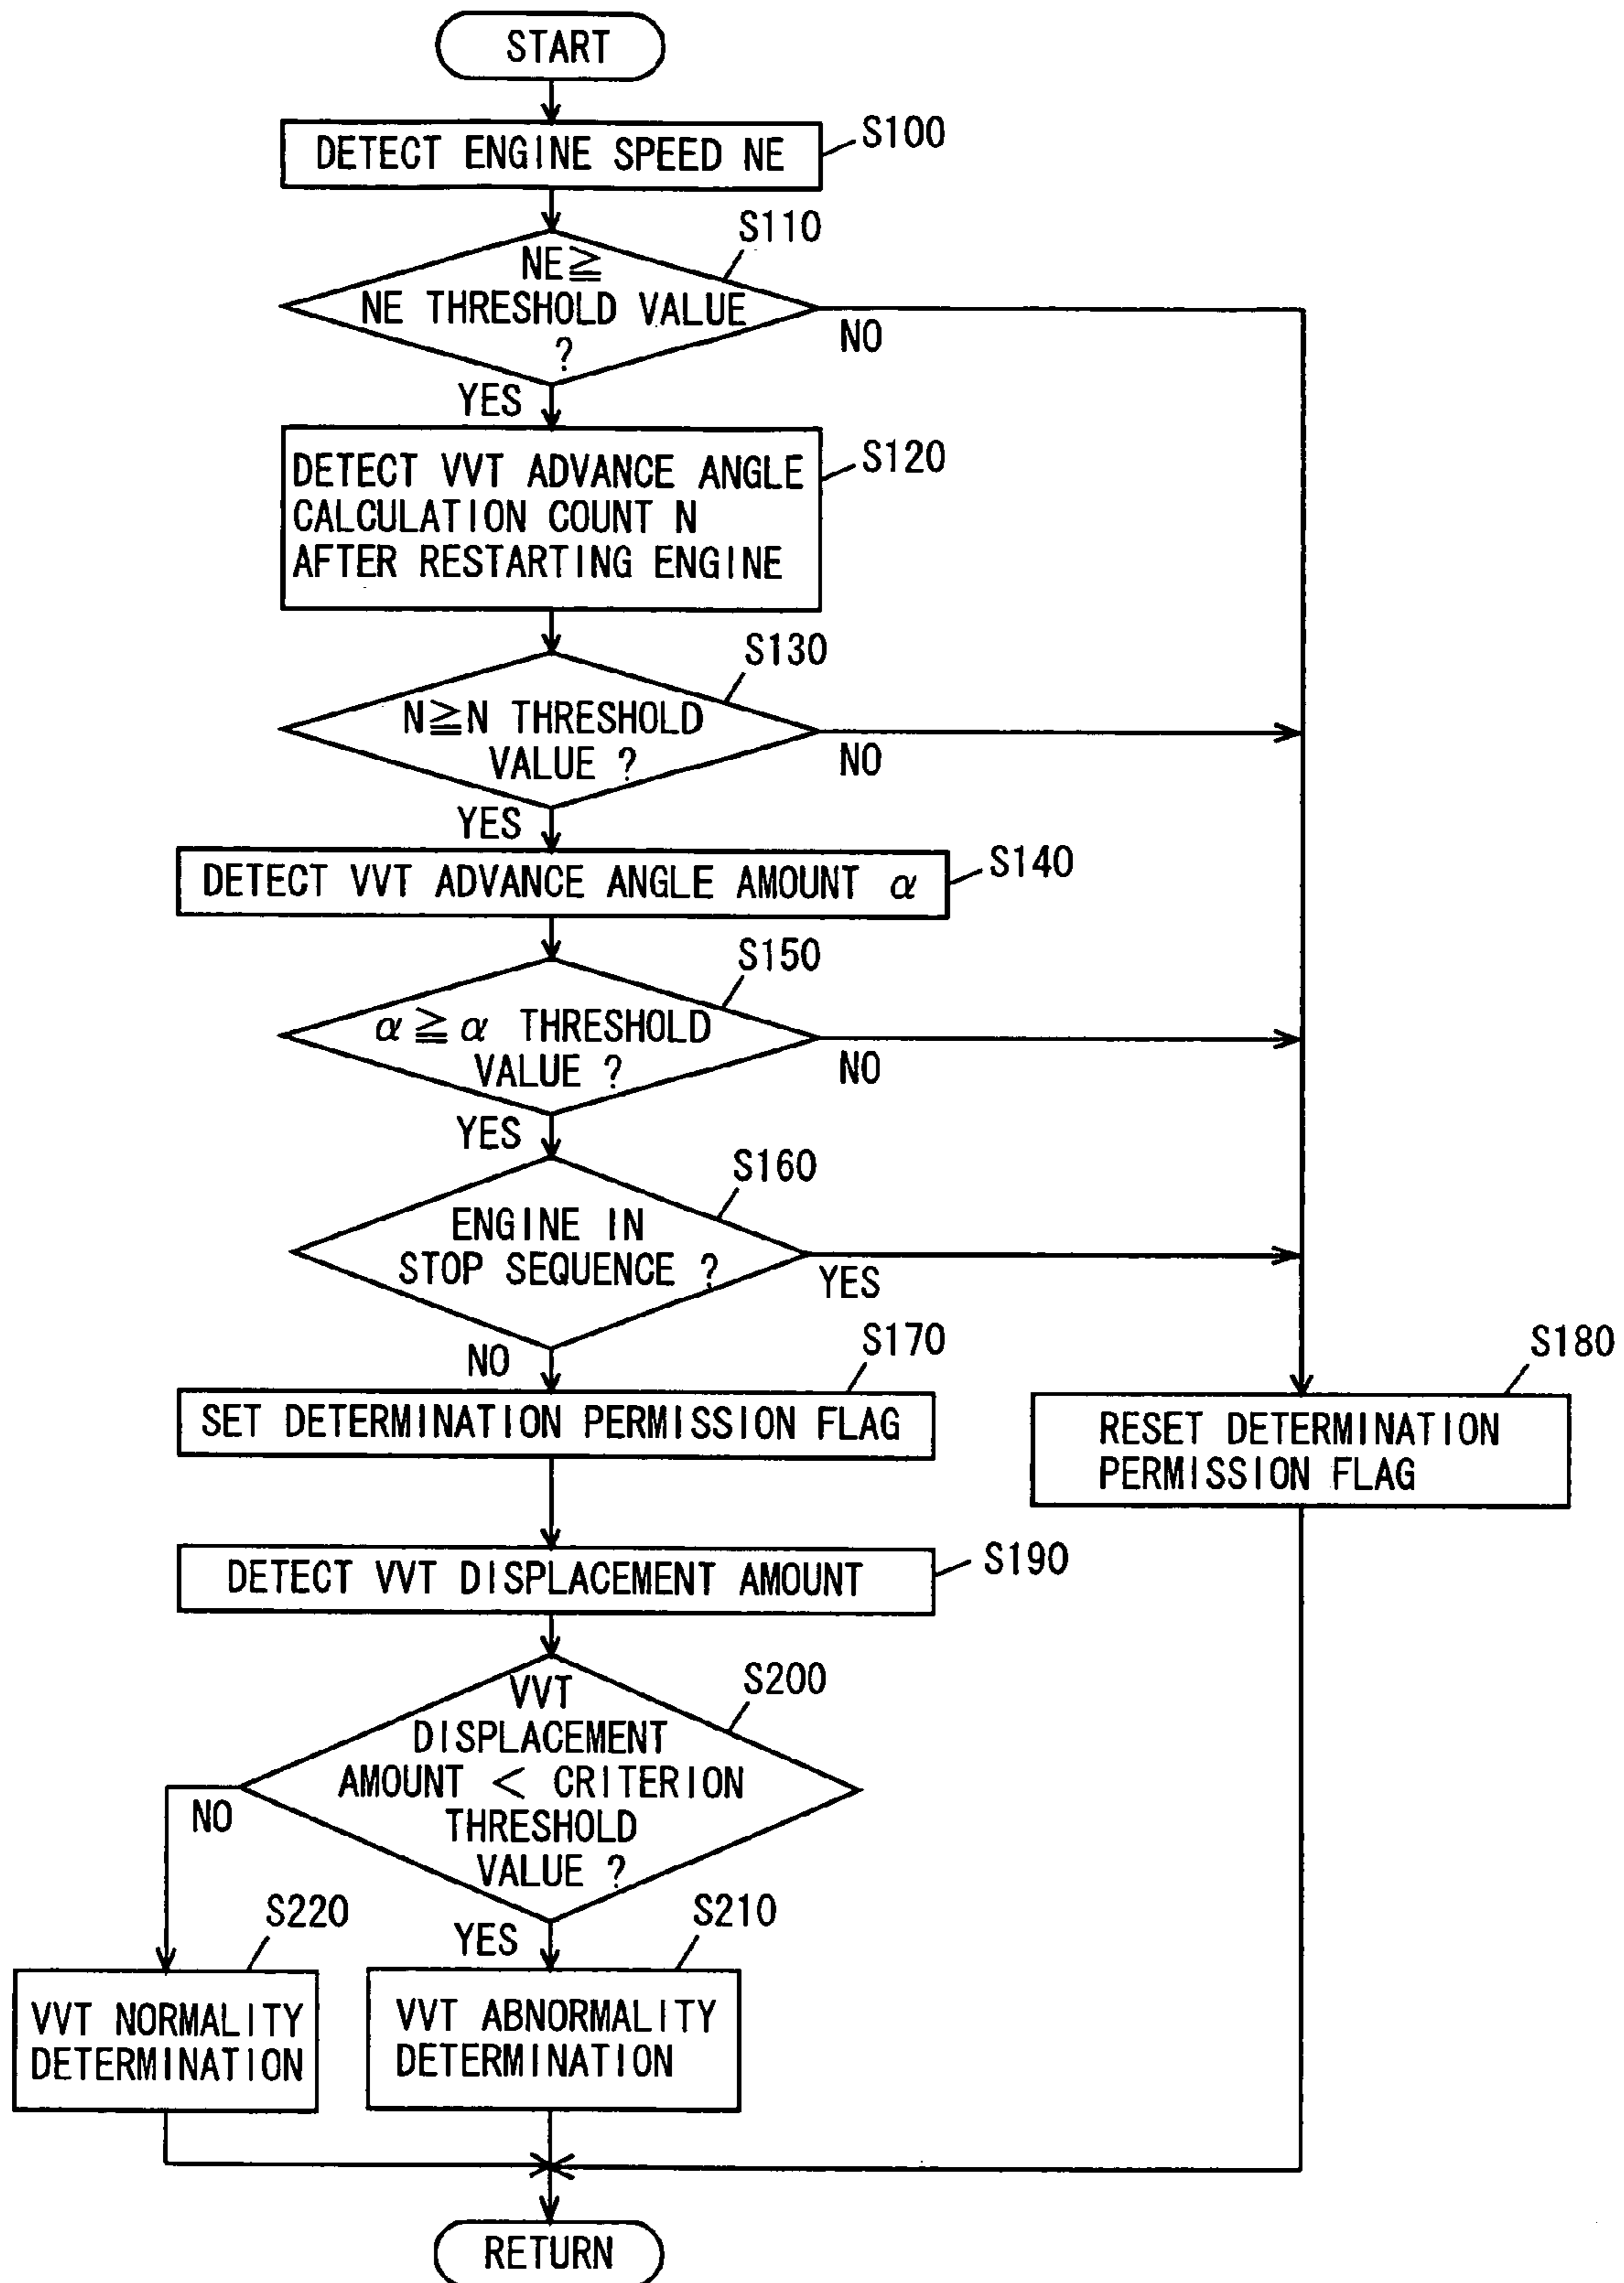 START
DETECT ENGINE SPEED NE
S100
S110
NE≧
NE THRESHOLD VALUE
?
NO
YES
DETECT VVT ADVANCE ANGLE
CALCULATION COUNT N
AFTER RESTARTING ENGINE
S120
S130
N≧N THRESHOLD
VALUE ?
NO
YES
DETECT VVT ADVANCE ANGLE AMOUNT α
S140
S150
α≧α THRESHOLD
VALUE ?
NO
YES
S160
ENGINE IN
STOP SEQUENCE ?
YES
NO
S170
SET DETERMINATION PERMISSION FLAG
S180
RESET DETERMINATION
PERMISSION FLAG
DETECT VVT DISPLACEMENT AMOUNT
S190
S200
VVT
DISPLACEMENT
AMOUNT < CRITERION
THRESHOLD
VALUE ?
NO
YES
S220
S210
VVT NORMALITY
DETERMINATION
VVT ABNORMALITY
DETERMINATION
RETURN